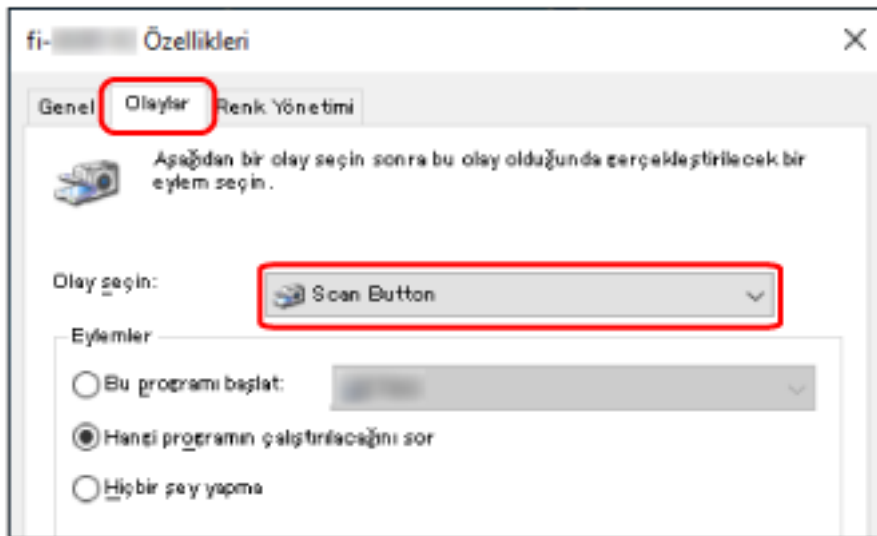 fi- Özellikleri
Genel Olaylar Renk Yönetimi
Aşağıdan bir olay seçin sonra bu olay olduğunda gerçekleştirilecek bir
eylem seçin.
Olay seçin: Scan Button
Eylemler
Bu programı başlat:
Hangi programın çalıştırılacağını sor
Hiçbir şey yapma